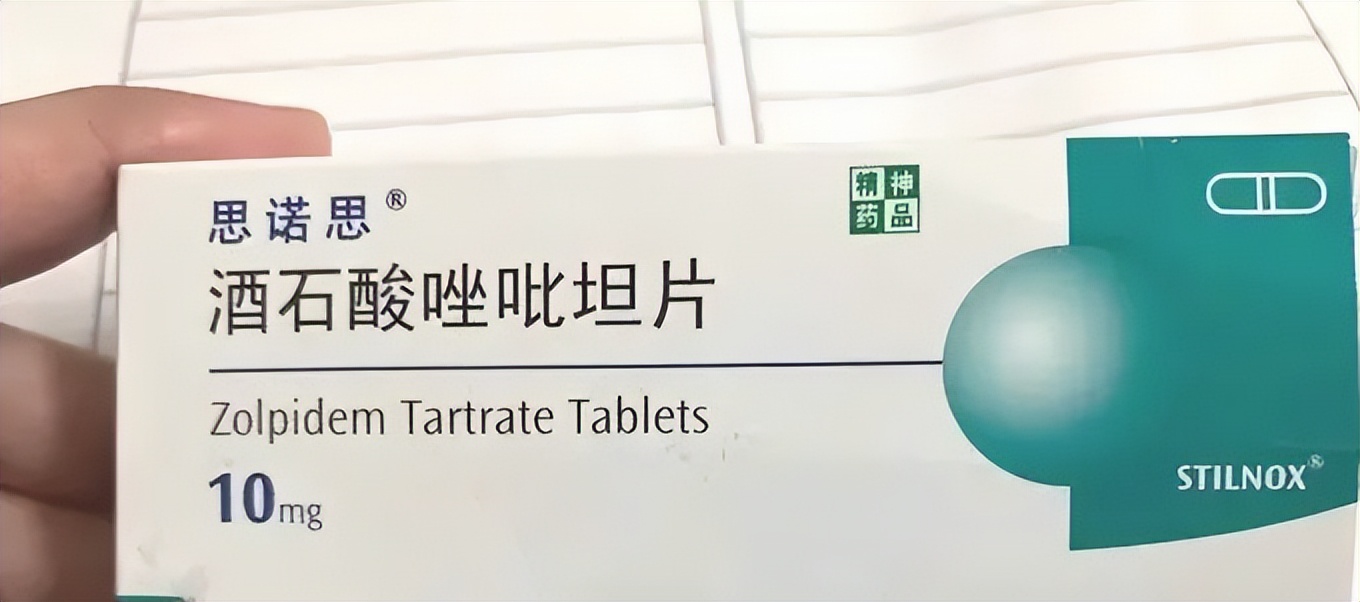 思诺思®
精神
药品
酒石酸唑吡坦片
Zolpidem Tartrate Tablets
10mg
STILNOX®